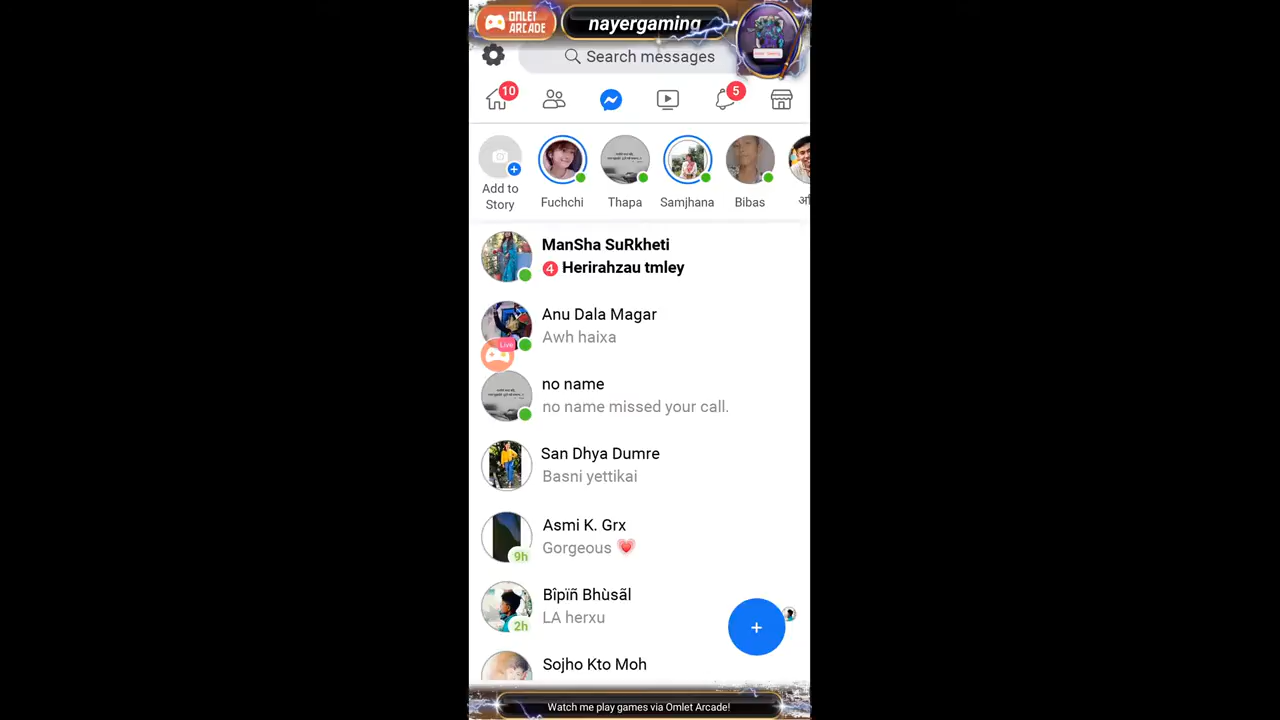 OMLET
ARCADE
nayergaming
Search messages
10
5
Add to
Story
Fuchchi
Thapa
Samjhana
Bibas
ManSha SuRkheti
4 Herirahzau tmley
Anu Dala Magar
Awh haixa
Live
no name
no name missed your call.
San Dhya Dumre
Basni yettikai
Asmi K. Grx
Gorgeous 💗
9h
Bîpïñ Bhùsãl
LA herxu
2h
Sojho Kto Moh
Watch me play games via Omlet Arcade!